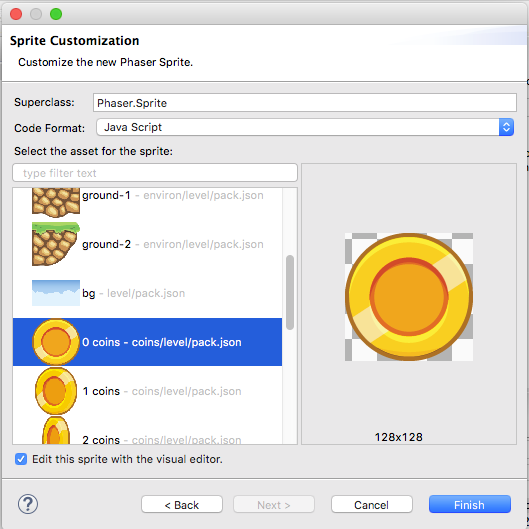 Sprite Customization
Customize the new Phaser Sprite.
Superclass: Phaser.Sprite
Code Format: Java Script
Select the asset for the sprite:
type filter text
ground-1 - environ/level/pack.json
ground-2 - environ/level/pack.json
bg - level/pack.json
0 coins - coins/level/pack.json
1 coins - coins/level/pack.json
2 coins - coins/level/pack.json
128x128
Edit this sprite with the visual editor.
? < Back Next > Cancel Finish